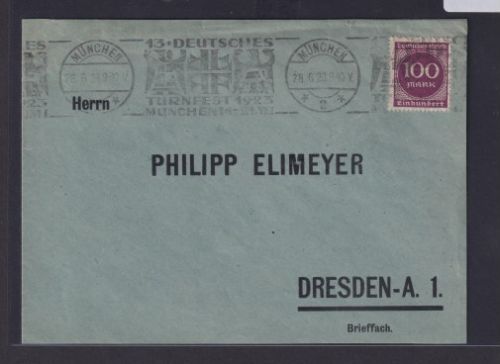 MÜNCHEN
13. DEUTSCHES
TURNFEST 1923
MÜNCHEN
MÜNCHEN
100
MARK
Einhundert
Herrn
PHILIPP ELIMEYER
DRESDEN-A. 1.
Brieffach.